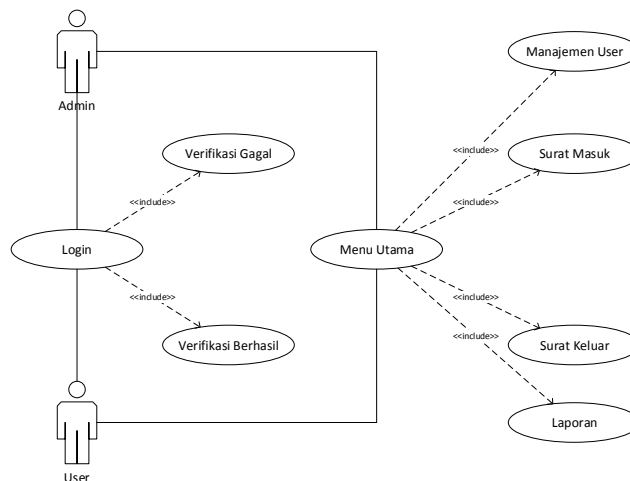 Admin
Manajemen User
<<include>>
Verifikasi Gagal
Surat Masuk
<<include>>
<<include>>
Login
Menu Utama
<<include>>
<<include>>
Verifikasi Berhasil
Surat Keluar
<<include>>
Laporan
User